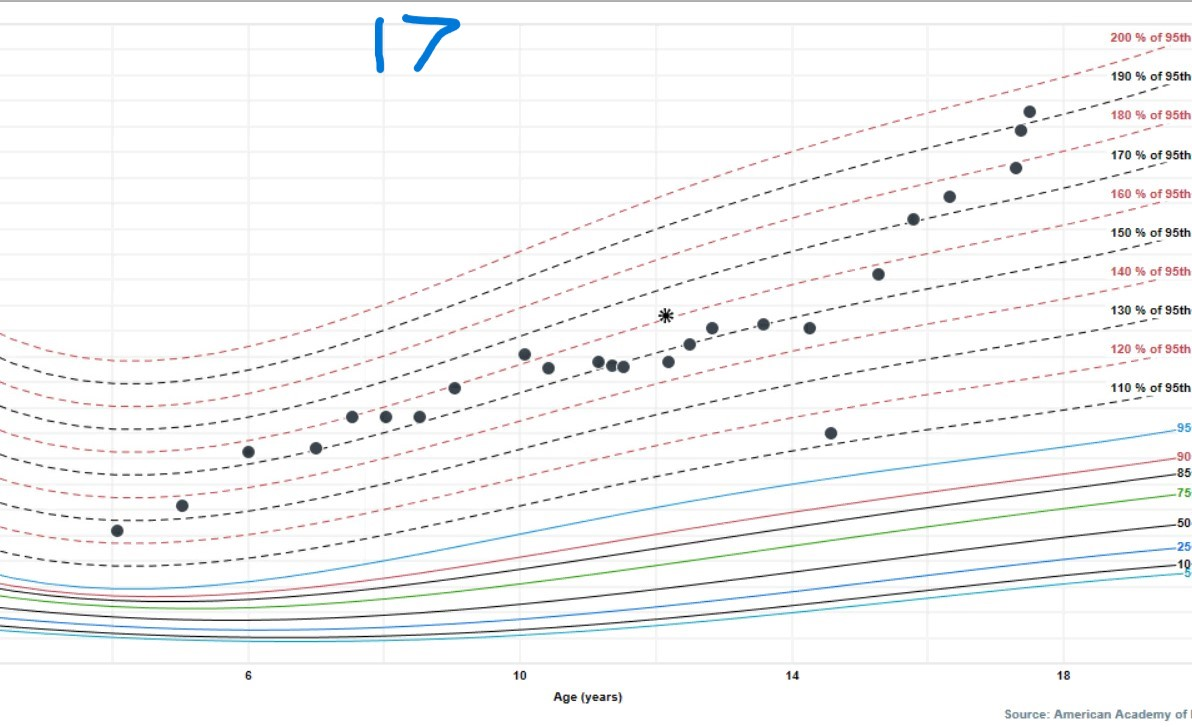 17
200 % of 95th
190 % of 95th
180 % of 95th
170 % of 95th
160 % of 95th
150 % of 95th
140 % of 95th
130 % of 95th
120 % of 95th
110 % of 95th
95
90
85
75
50
25
10
5
6 10 14 18
Age (years)
Source: American Academy of